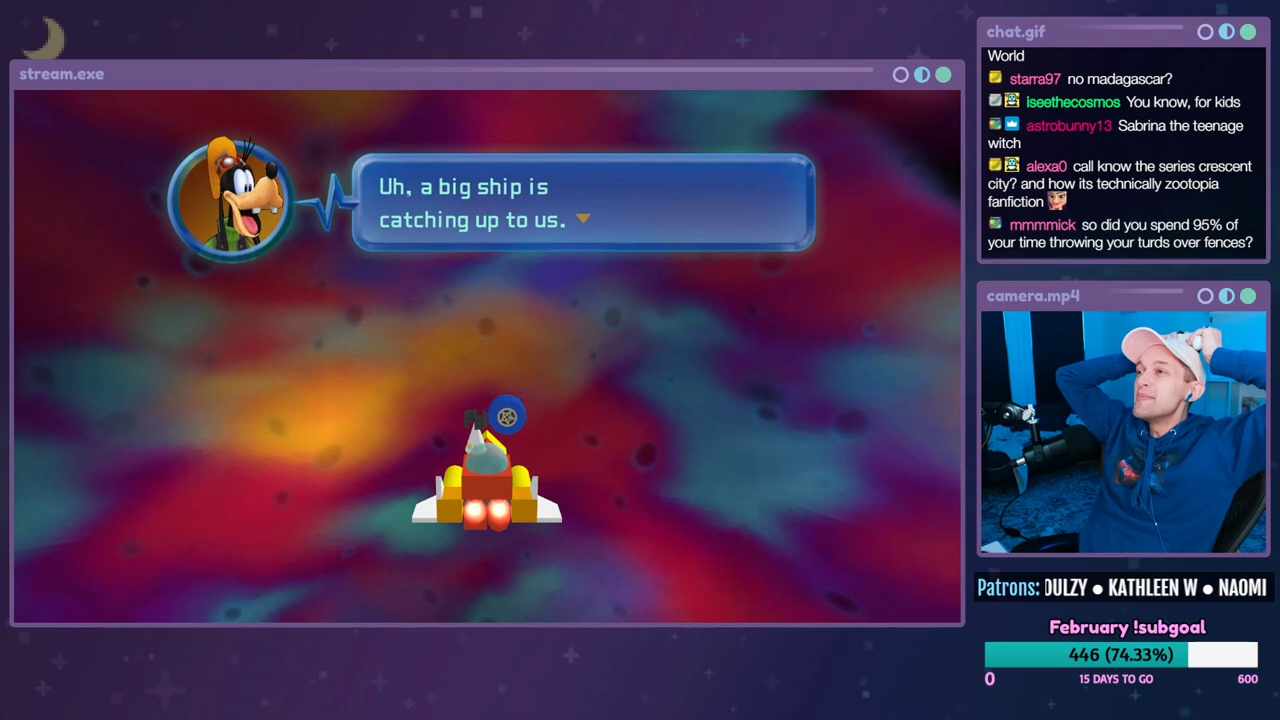 stream.exe
Uh, a big ship is
catching up to us.
chat.gif
World
starra97 no madagascar?
iseethecosmos You know, for kids
astrobunny13 Sabrina the teenage
witch
alexa0 call know the series crescent
city? and how its technically zootopia
fanfiction
mmmmick so did you spend 95% of
your time throwing your turds over fences?
camera.mp4
Patrons: OULZY ● KATHLEEN W ● NAOMI
February !subgoal
446 (74.33%)
0 15 DAYS TO GO 600